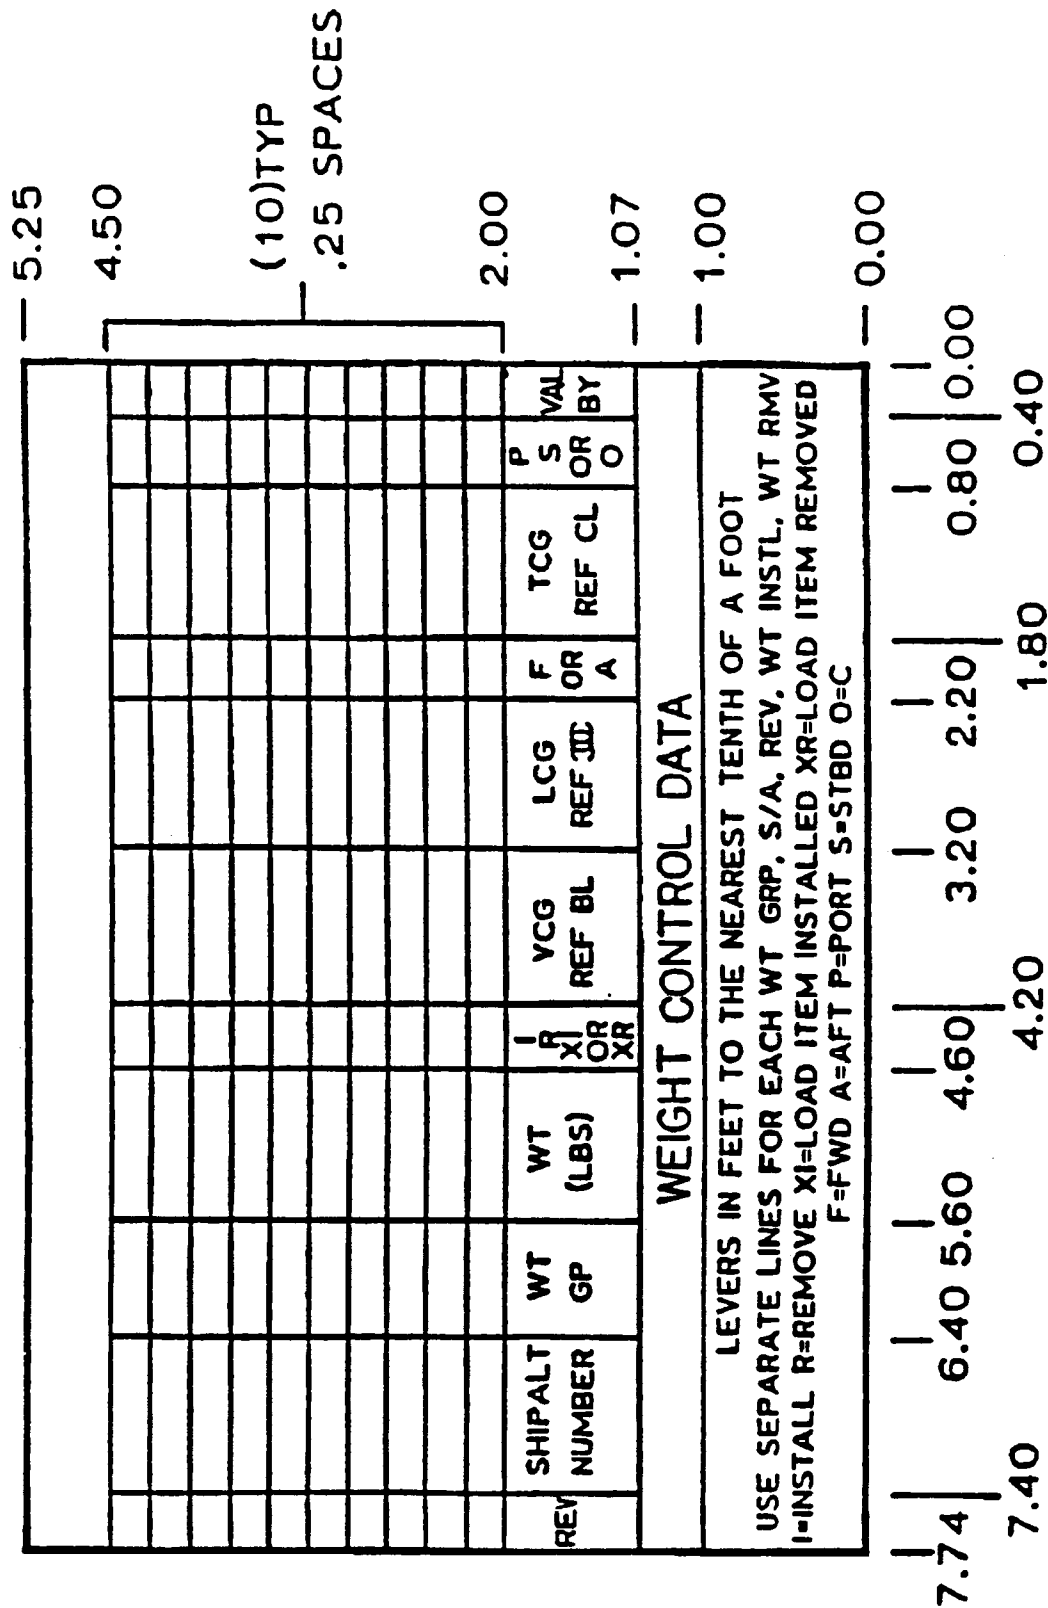 5.25
4.50
(10)TYP
.25 SPACES
2.00
1.07
1.00
0.00
REV
SHIPALT
NUMBER
WT
GP
WT
(LBS)
I
R
XI
OR
XR
VCG
REF BL
LCG
REF
F
OR
A
TCG
REF CL
P
S
OR
O
VAL
BY
WEIGHT CONTROL DATA
LEVERS IN FEET TO THE NEAREST TENTH OF A FOOT
USE SEPARATE LINES FOR EACH WT GRP, S/A, REV, WT INSTL, WT RMV
I=INSTALL R=REMOVE XI=LOAD ITEM INSTALLED XR=LOAD ITEM REMOVED
F=FWD A=AFT P=PORT S=STBD O=C
7.74
7.40
6.40
5.60
4.60
4.20
3.20
2.20
1.80
0.80
0.40
0.00